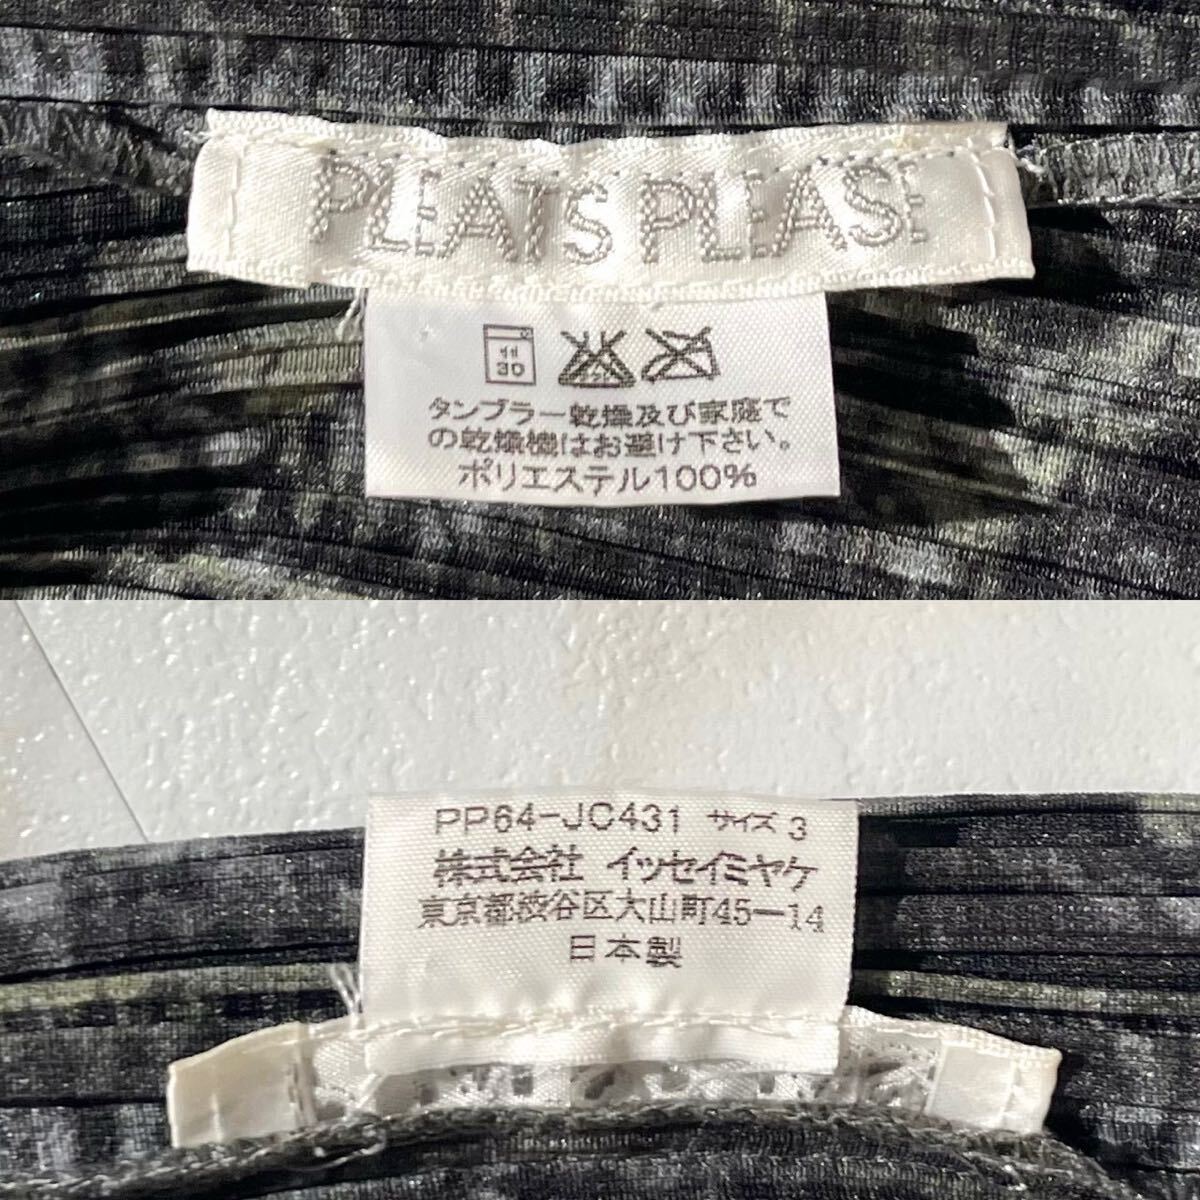 PLEATS PLEASE
弱
30
タンブラー乾燥及び家庭で
の乾燥機はお避け下さい。
ポリエステル100%
PP64-JC431 サイズ 3
株式会社 イッセイミヤケ
東京都渋谷区大山町45-14
日本製